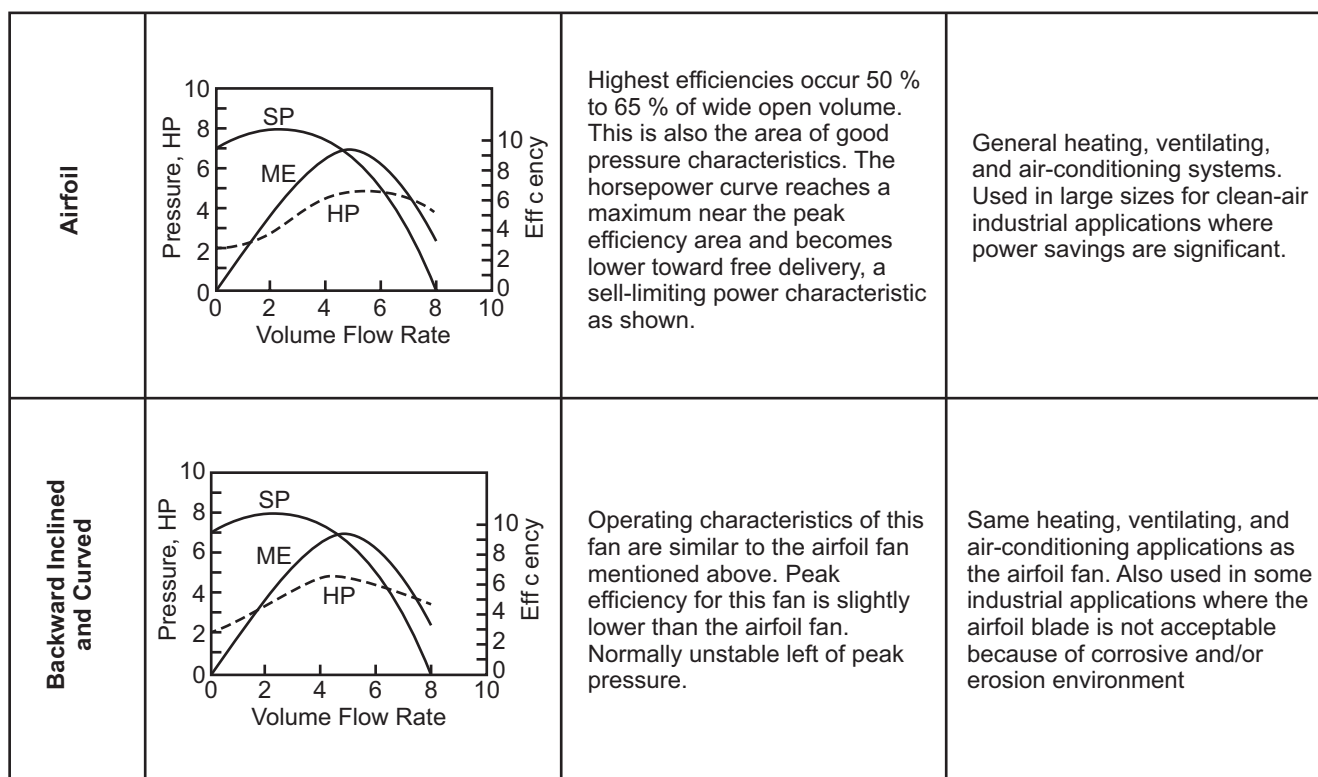 Airfoil
10
8
6
4
2
0
Pressure, HP
SP
ME
HP
10
8
6
4
2
0
Eff c ency
0 2 4 6 8 10
Volume Flow Rate
Highest efficiencies occur 50 %
to 65 % of wide open volume.
This is also the area of good
pressure characteristics. The
horsepower curve reaches a
maximum near the peak
efficiency area and becomes
lower toward free delivery, a
sell-limiting power characteristic
as shown.
General heating, ventilating,
and air-conditioning systems.
Used in large sizes for clean-air
industrial applications where
power savings are significant.
Backward Inclined
and Curved
10
8
6
4
2
0
Pressure, HP
SP
ME
HP
10
8
6
4
2
0
Eff c ency
0 2 4 6 8 10
Volume Flow Rate
Operating characteristics of this
fan are similar to the airfoil fan
mentioned above. Peak
efficiency for this fan is slightly
lower than the airfoil fan.
Normally unstable left of peak
pressure.
Same heating, ventilating, and
air-conditioning applications as
the airfoil fan. Also used in some
industrial applications where the
airfoil blade is not acceptable
because of corrosive and/or
erosion environment